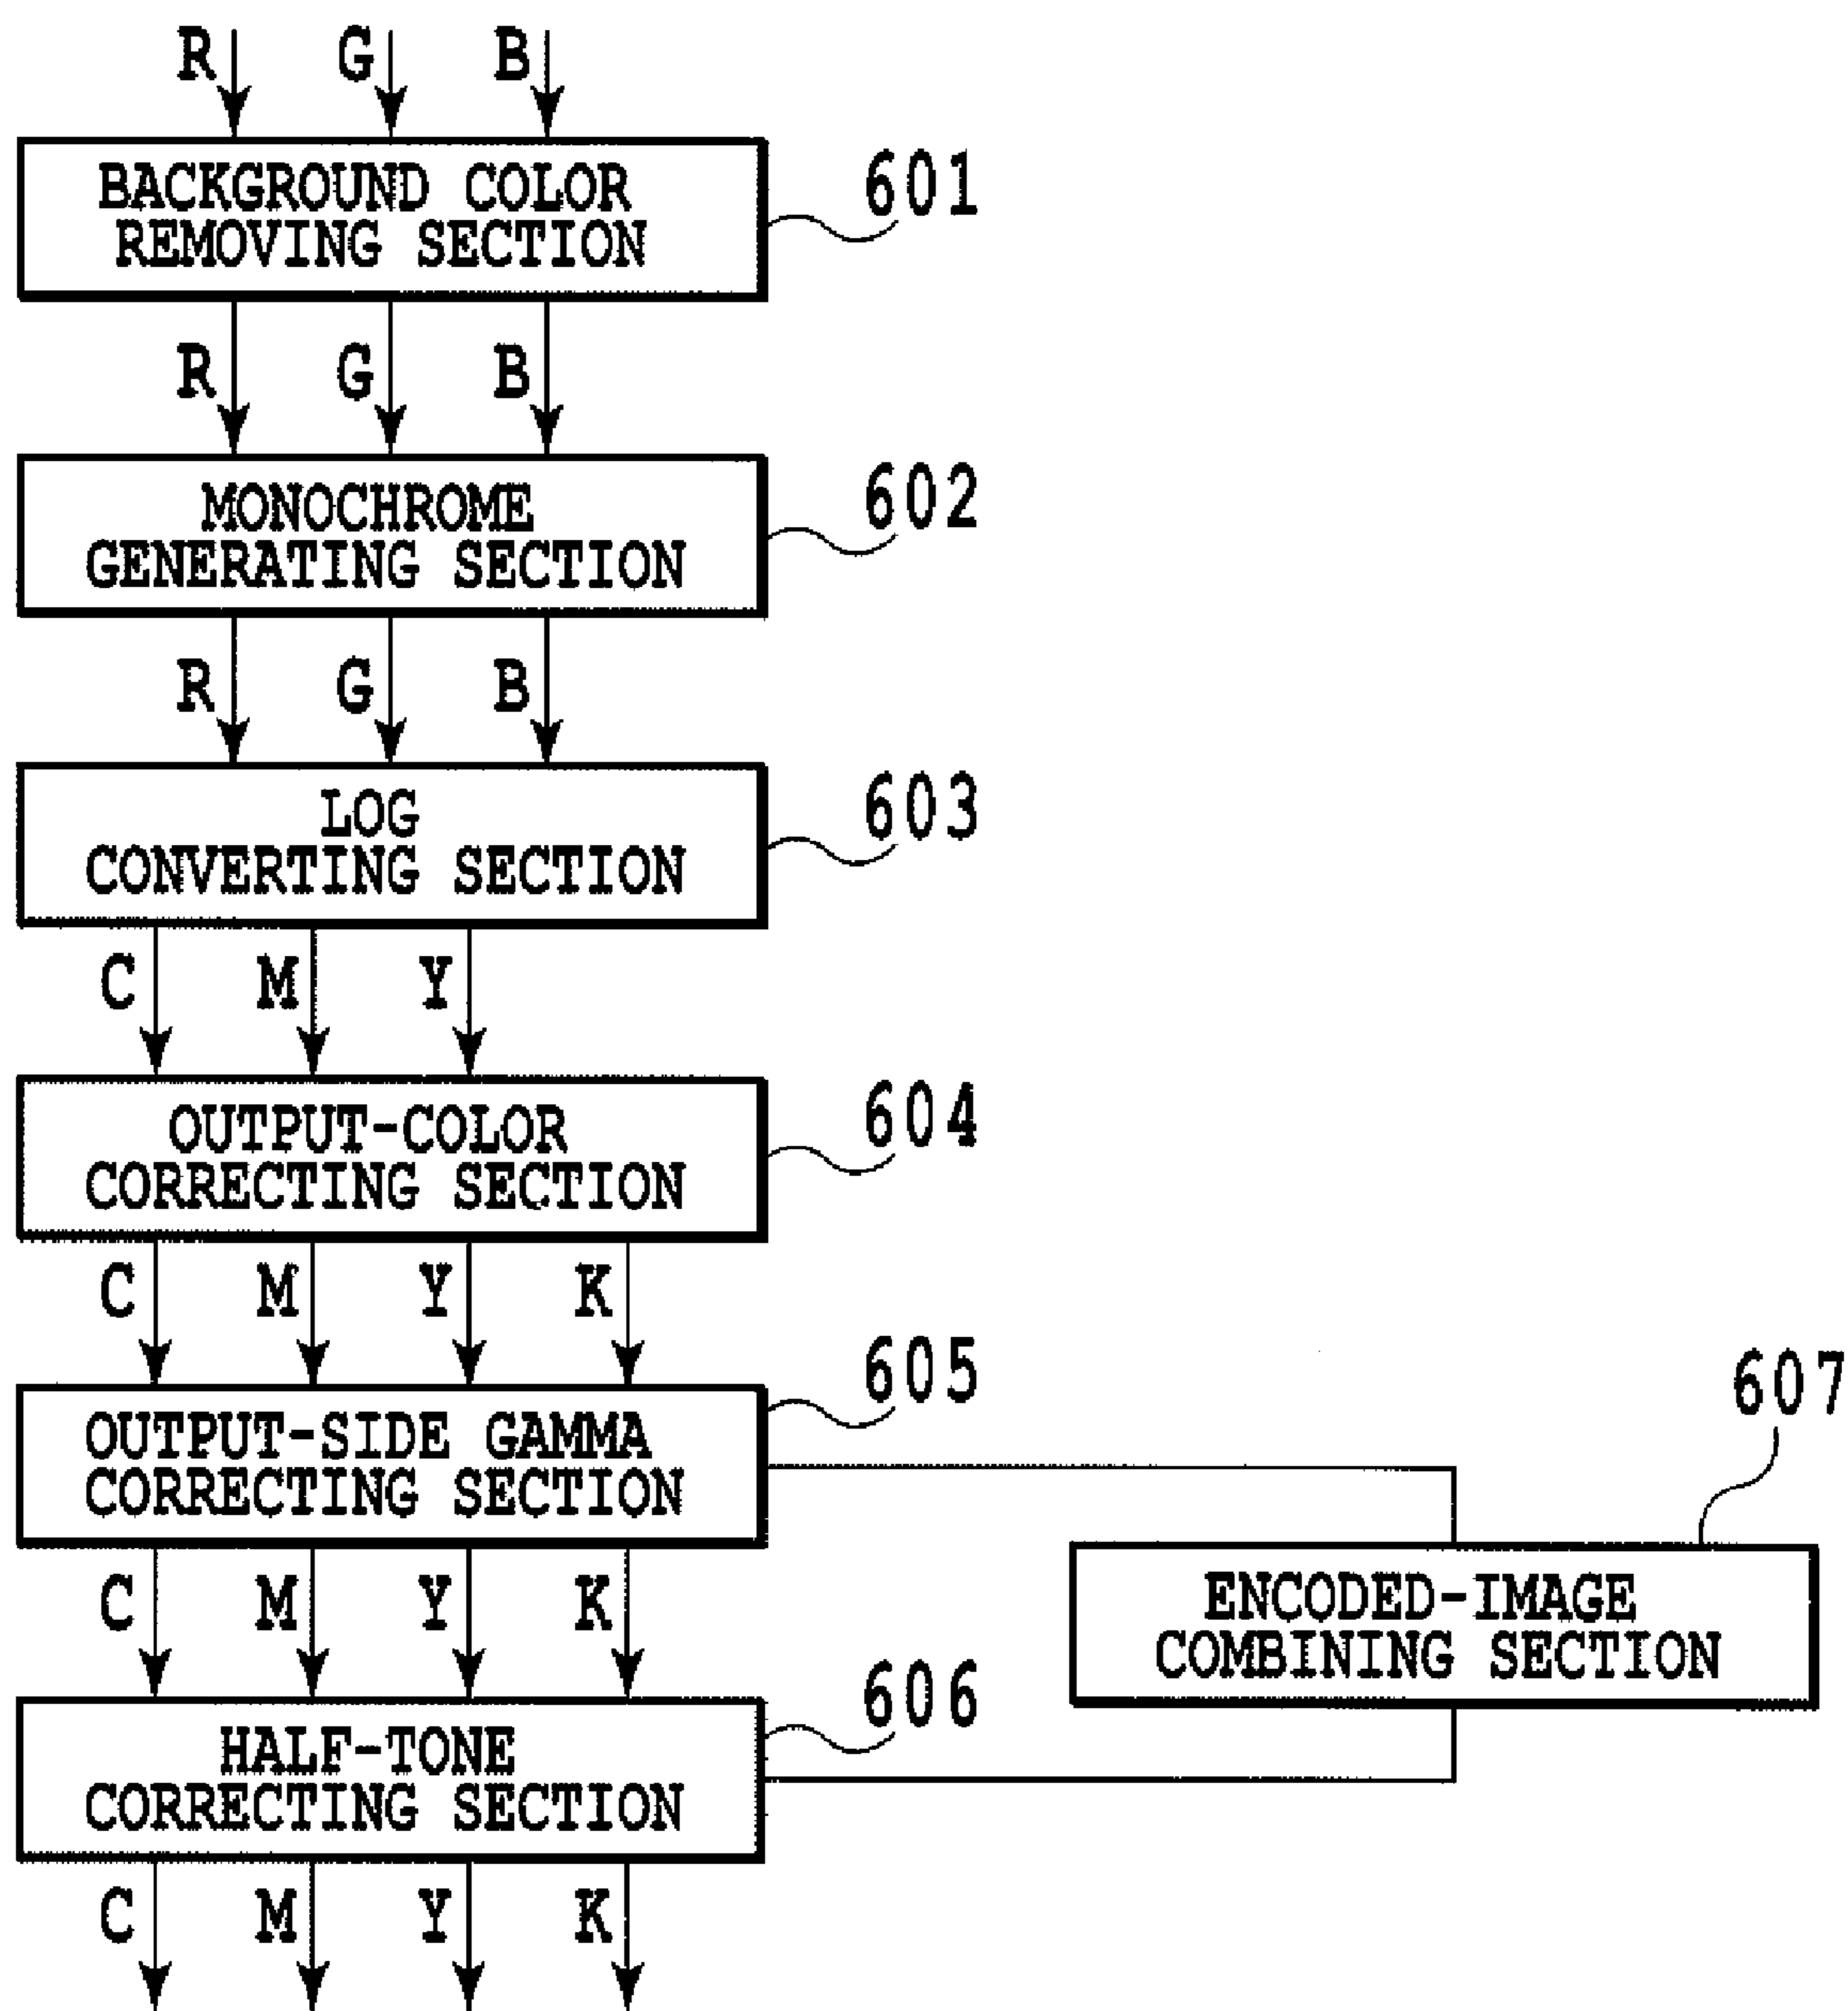 R G B
BACKGROUND COLOR
REMOVING SECTION
601
R G B
MONOCHROME
GENERATING SECTION
602
R G B
LOG
CONVERTING SECTION
603
C M Y
OUTPUT-COLOR
CORRECTING SECTION
604
C M Y K
OUTPUT-SIDE GAMMA
CORRECTING SECTION
605
607
ENCODED-IMAGE
COMBINING SECTION
C M Y K
HALF-TONE
CORRECTING SECTION
606
C M Y K